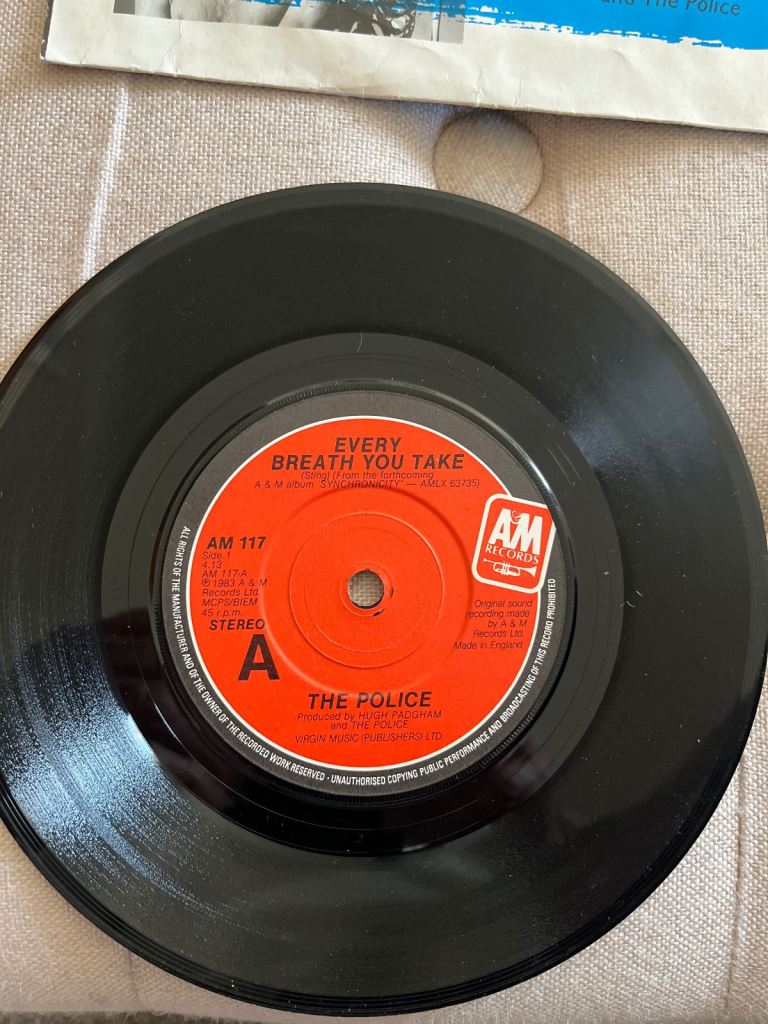 and The Police
EVERY
BREATH YOU TAKE
(Sting) (From the forthcoming
A & M album 'SYNCHRONICITY' — AMLX 63735)
A&M
RECORDS
AM 117
Side 1
4.13
AM 117-A
℗ 1983 A & M
Records Ltd.
MCPS/BIEM
45 r.p.m.
STEREO
A
Original sound
recording made
by A & M
Records Ltd.
Made in England
THE POLICE
Produced by HUGH PADGHAM
and THE POLICE
VIRGIN MUSIC (PUBLISHERS) LTD
ALL RIGHTS OF THE MANUFACTURER AND OF THE OWNER OF THE RECORDED WORK RESERVED · UNAUTHORISED COPYING PUBLIC PERFORMANCE AND BROADCASTING OF THIS RECORD PROHIBITED